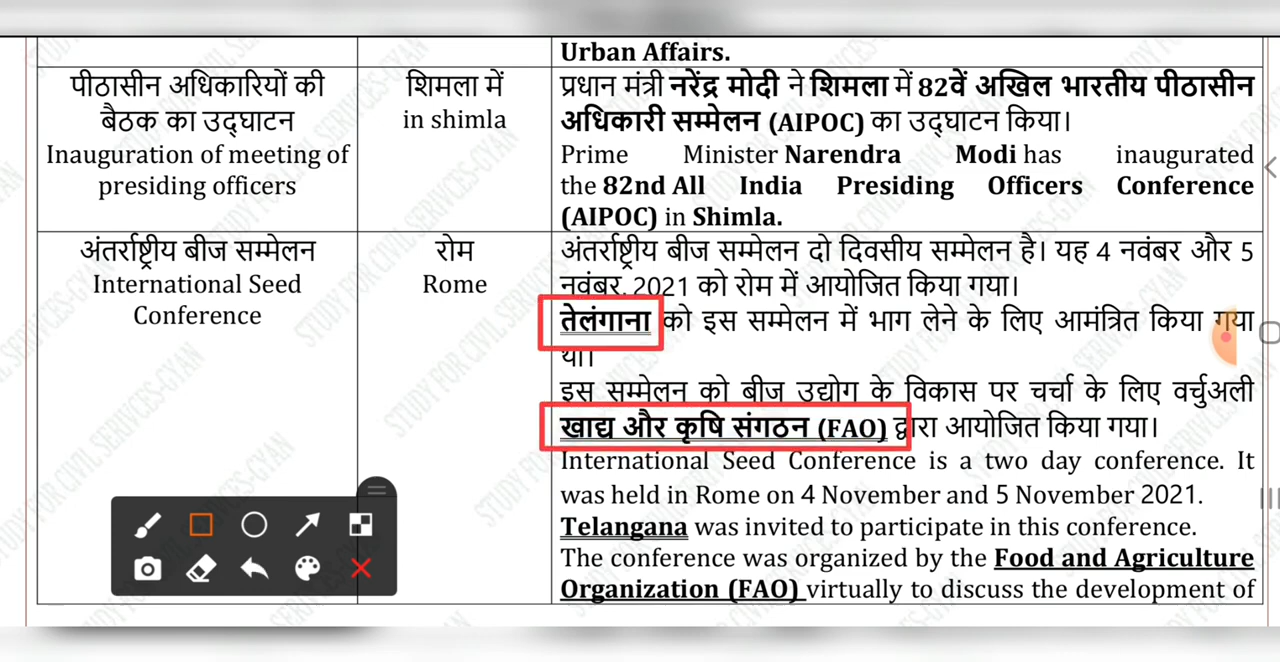 Urban Affairs.
पीठासीन अधिकारियों की
बैठक का उद्घाटन
Inauguration of meeting of
presiding officers
शिमला में
in shimla
प्रधान मंत्री नरेंद्र मोदी ने शिमला में 82वें अखिल भारतीय पीठासीन
अधिकारी सम्मेलन (AIPOC) का उद्घाटन किया।
Prime Minister Narendra Modi has inaugurated
the 82nd All India Presiding Officers Conference
(AIPOC) in Shimla.
अंतर्राष्ट्रीय बीज सम्मेलन
International Seed
Conference
रोम
Rome
अंतर्राष्ट्रीय बीज सम्मेलन दो दिवसीय सम्मेलन है। यह 4 नवंबर और 5
नवंबर, 2021 को रोम में आयोजित किया गया।
तेलंगाना को इस सम्मेलन में भाग लेने के लिए आमंत्रित किया गया
था।
इस सम्मेलन को बीज उद्योग के विकास पर चर्चा के लिए वर्चुअली
खाद्य और कृषि संगठन (FAO) द्वारा आयोजित किया गया।
International Seed Conference is a two day conference. It
was held in Rome on 4 November and 5 November 2021.
Telangana was invited to participate in this conference.
The conference was organized by the Food and Agriculture
Organization (FAO) virtually to discuss the development of
STUDY FOR CIVIL SERIVCES-GYAN